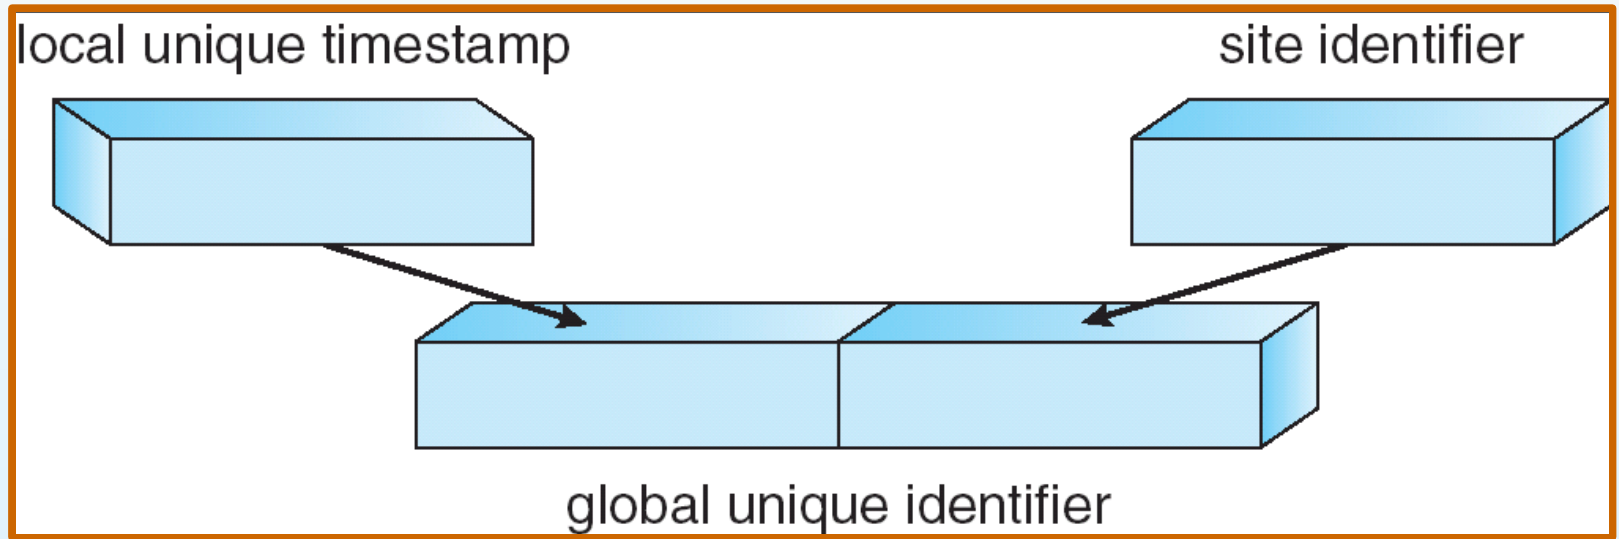 local unique timestamp
site identifier
global unique identifier